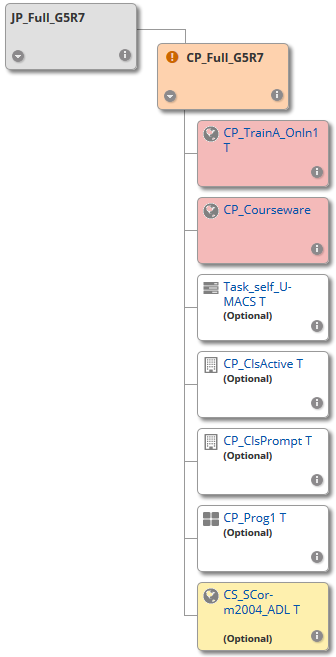 JP_Full_G5R7
CP_Full_G5R7
CP_TrainA_Onln1
T
CP_Courseware
Task_self_U-
MACS T
(Optional)
CP_ClsActive T
(Optional)
CP_ClsPrompt T
(Optional)
CP_Prog1 T
(Optional)
CS_SCor-
m2004_ADL T
(Optional)